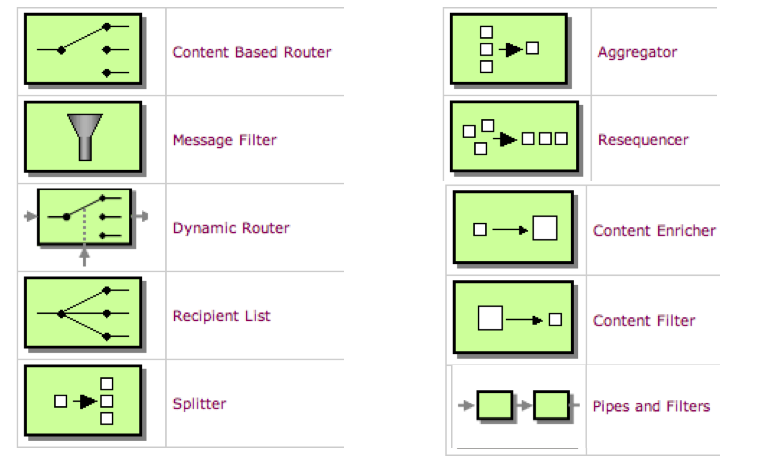 Content Based Router
Message Filter
Dynamic Router
Recipient List
Splitter
Aggregator
Resequencer
Content Enricher
Content Filter
Pipes and Filters